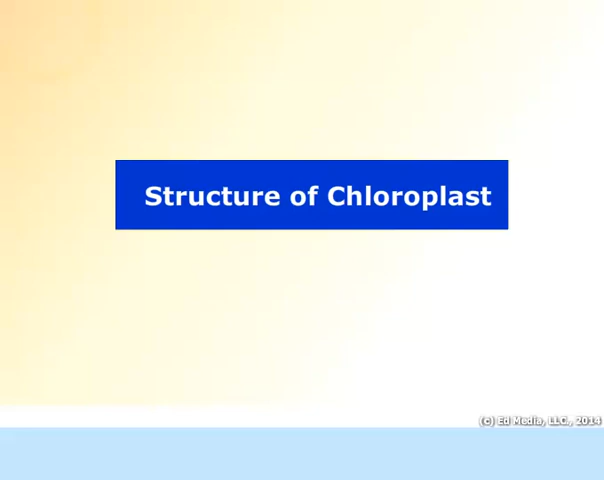 Structure of Chloroplast
(c) Ed Media, LLC., 2014